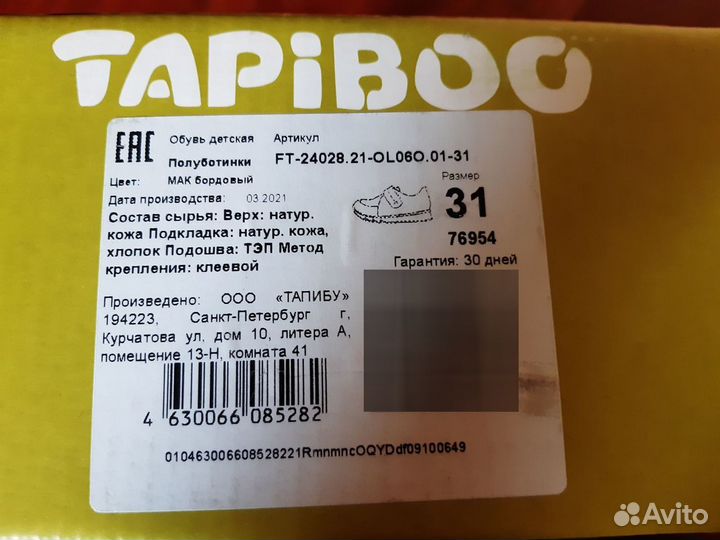 TAPiBOO
EAC Обувь детская Артикул
Полуботинки FT-24028.21-OL06O.01-31
Цвет: МАК бордовый Размер
Дата производства: 03.2021 31
Состав сырья: Верх: натур.
кожа Подкладка: натур. кожа, 76954
хлопок Подошва: ТЭП Метод
крепления: клеевой Гарантия: 30 дней
Произведено: ООО «ТАПИБУ»
194223, Санкт-Петербург г,
Курчатова ул, дом 10, литера А,
помещение 13-Н, комната 41
4 630066 085282
010463006608528221RmnmncOQYDdf09100649
Avito